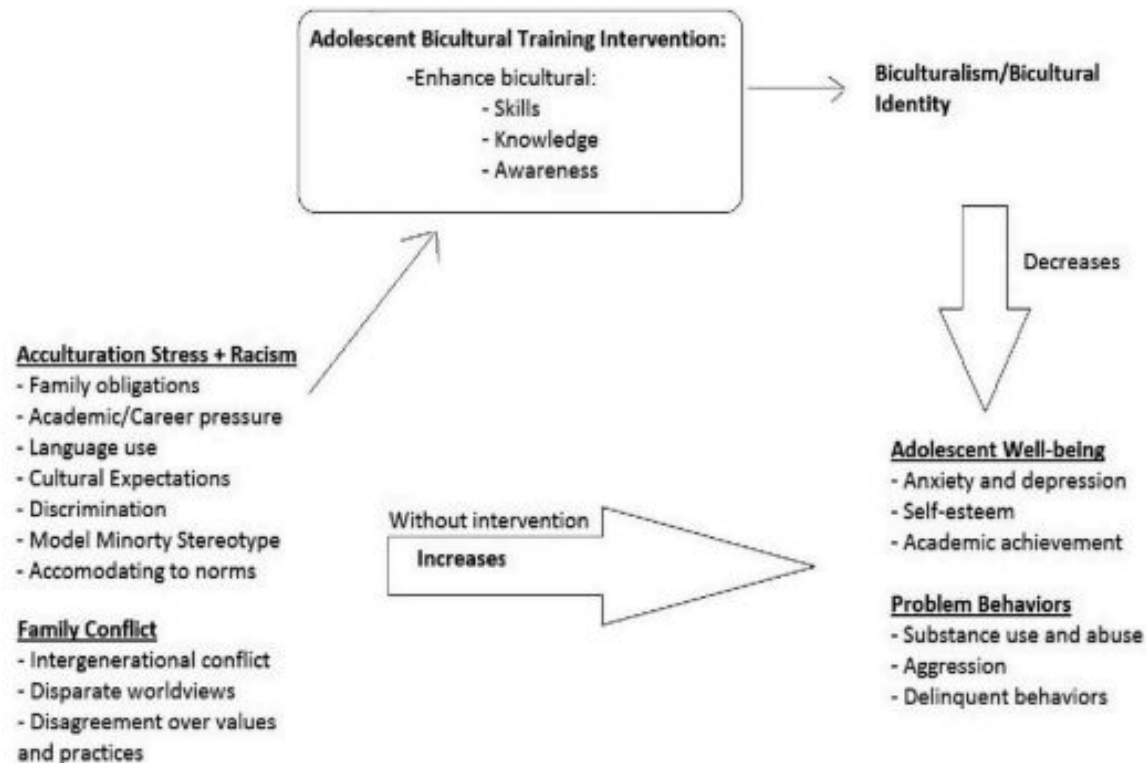 Adolescent Bicultural Training Intervention:
-Enhance bicultural:
- Skills
- Knowledge
- Awareness
Biculturalism/Bicultural
Identity
Decreases
Acculturation Stress + Racism
- Family obligations
- Academic/Career pressure
- Language use
- Cultural Expectations
- Discrimination
- Model Minorty Stereotype
- Accomodating to norms
Family Conflict
- Intergenerational conflict
- Disparate worldviews
- Disagreement over values
and practices
Without intervention
Increases
Adolescent Well-being
- Anxiety and depression
- Self-esteem
- Academic achievement
Problem Behaviors
- Substance use and abuse
- Aggression
- Delinquent behaviors